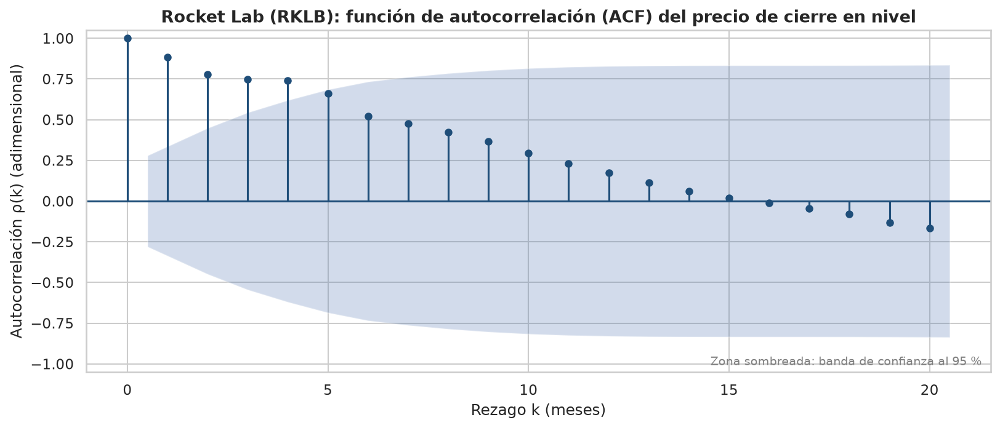 Rocket Lab (RKLB): función de autocorrelación (ACF) del precio de cierre en nivel
Autocorrelación ρ(k) (adimensional)
1.00
0.75
0.50
0.25
0.00
−0.25
−0.50
−0.75
−1.00
Zona sombreada: banda de confianza al 95 %
0 5 10 15 20
Rezago k (meses)